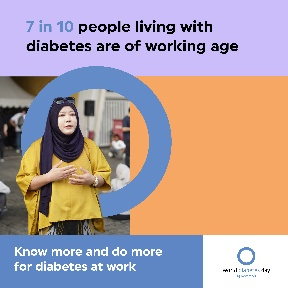 7 in 10 people living with
diabetes are of working age
Know more and do more
for diabetes at work
world diabetes day